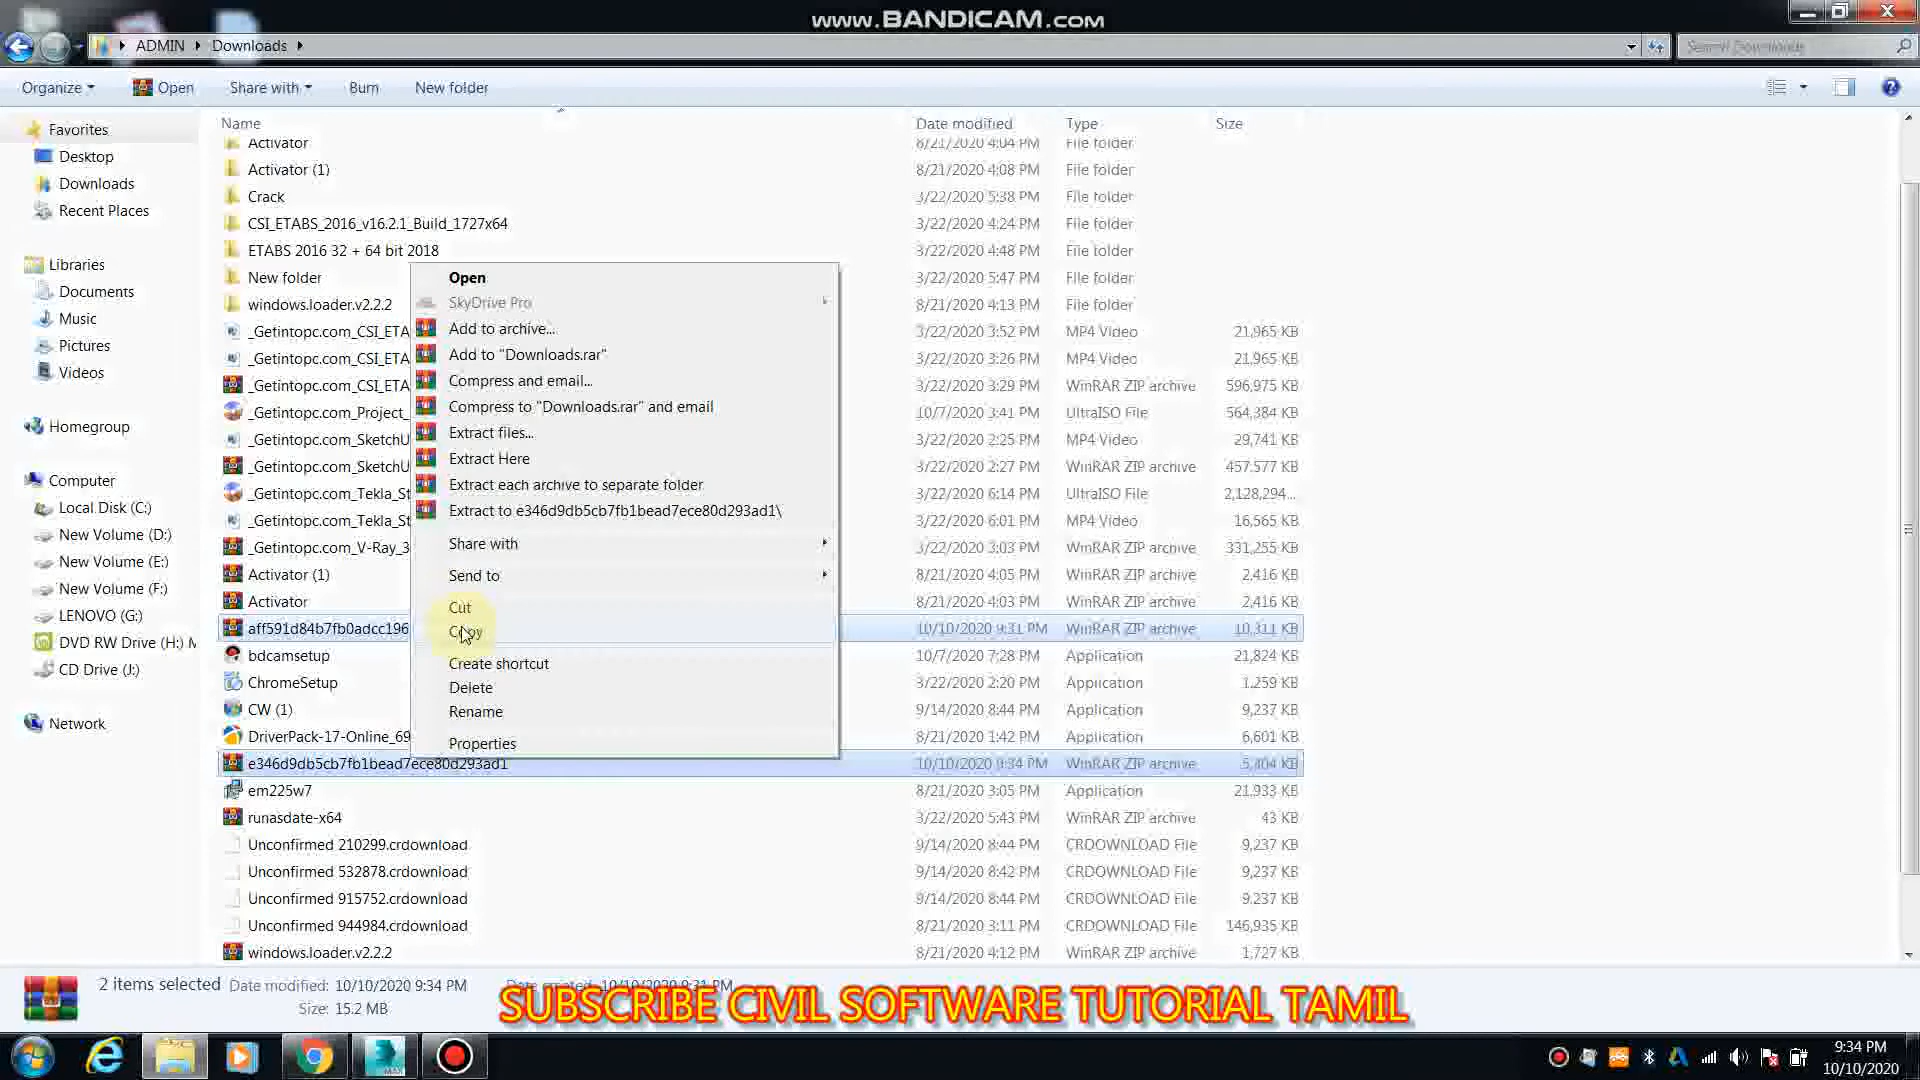 www.BANDICAM.com
ADMIN Downloads
Search Downloads
Organize Open Share with Burn New folder
Name Date modified Type Size
Favorites
Desktop
Downloads
Recent Places
Libraries
Documents
Music
Pictures
Videos
Homegroup
Computer
Local Disk (C:)
New Volume (D:)
New Volume (E:)
New Volume (F:)
LENOVO (G:)
DVD RW Drive (H:) M
CD Drive (J:)
Network
Activator 8/21/2020 4:04 PM File folder
Activator (1) 8/21/2020 4:08 PM File folder
Crack 3/22/2020 5:38 PM File folder
CSI_ETABS_2016_v16.2.1_Build_1727x64 3/22/2020 4:24 PM File folder
ETABS 2016 32 + 64 bit 2018 3/22/2020 4:48 PM File folder
New folder 3/22/2020 5:47 PM File folder
windows.loader.v2.2.2 8/21/2020 4:13 PM File folder
_Getintopc.com_CSI_ETA 3/22/2020 3:52 PM MP4 Video 21,965 KB
_Getintopc.com_CSI_ETA 3/22/2020 3:26 PM MP4 Video 21,965 KB
_Getintopc.com_CSI_ETA 3/22/2020 3:29 PM WinRAR ZIP archive 596,975 KB
_Getintopc.com_Project_ 10/7/2020 3:41 PM UltraISO File 564,384 KB
_Getintopc.com_SketchU 3/22/2020 2:25 PM MP4 Video 29,741 KB
_Getintopc.com_SketchU 3/22/2020 2:27 PM WinRAR ZIP archive 457,577 KB
_Getintopc.com_Tekla_St 3/22/2020 6:14 PM UltraISO File 2,128,294...
_Getintopc.com_Tekla_St 3/22/2020 6:01 PM MP4 Video 16,565 KB
_Getintopc.com_V-Ray_3 3/22/2020 3:03 PM WinRAR ZIP archive 331,255 KB
Activator (1) 8/21/2020 4:05 PM WinRAR ZIP archive 2,416 KB
Activator 8/21/2020 4:03 PM WinRAR ZIP archive 2,416 KB
aff591d84b7fb0adcc196 10/10/2020 9:31 PM WinRAR ZIP archive 10,311 KB
bdcamsetup 10/7/2020 7:28 PM Application 21,824 KB
ChromeSetup 3/22/2020 2:20 PM Application 1,259 KB
CW (1) 9/14/2020 8:44 PM Application 9,237 KB
DriverPack-17-Online_69 8/21/2020 1:42 PM Application 6,601 KB
e346d9db5cb7fb1bead7ece80d293ad1 10/10/2020 9:34 PM WinRAR ZIP archive 5,304 KB
em225w7 8/21/2020 3:05 PM Application 21,933 KB
runasdate-x64 3/22/2020 5:43 PM WinRAR ZIP archive 43 KB
Unconfirmed 210299.crdownload 9/14/2020 8:44 PM CRDOWNLOAD File 9,237 KB
Unconfirmed 532878.crdownload 9/14/2020 8:42 PM CRDOWNLOAD File 9,237 KB
Unconfirmed 915752.crdownload 9/14/2020 8:44 PM CRDOWNLOAD File 9,237 KB
Unconfirmed 944984.crdownload 8/21/2020 3:11 PM CRDOWNLOAD File 146,935 KB
windows.loader.v2.2.2 8/21/2020 4:12 PM WinRAR ZIP archive 1,727 KB
Open
SkyDrive Pro
Add to archive...
Add to "Downloads.rar"
Compress and email...
Compress to "Downloads.rar" and email
Extract files...
Extract Here
Extract each archive to separate folder
Extract to e346d9db5cb7fb1bead7ece80d293ad1\
Share with
Send to
Cut
Copy
Create shortcut
Delete
Rename
Properties
2 items selected Date modified: 10/10/2020 9:34 PM Date created: 10/10/2020 9:31 PM
Size: 15.2 MB
SUBSCRIBE CIVIL SOFTWARE TUTORIAL TAMIL
9:34 PM
10/10/2020